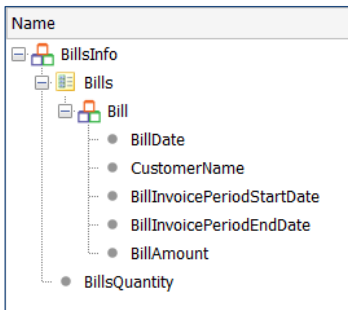 Name
BillsInfo
Bills
Bill
BillDate
CustomerName
BillInvoicePeriodStartDate
BillInvoicePeriodEndDate
BillAmount
BillsQuantity